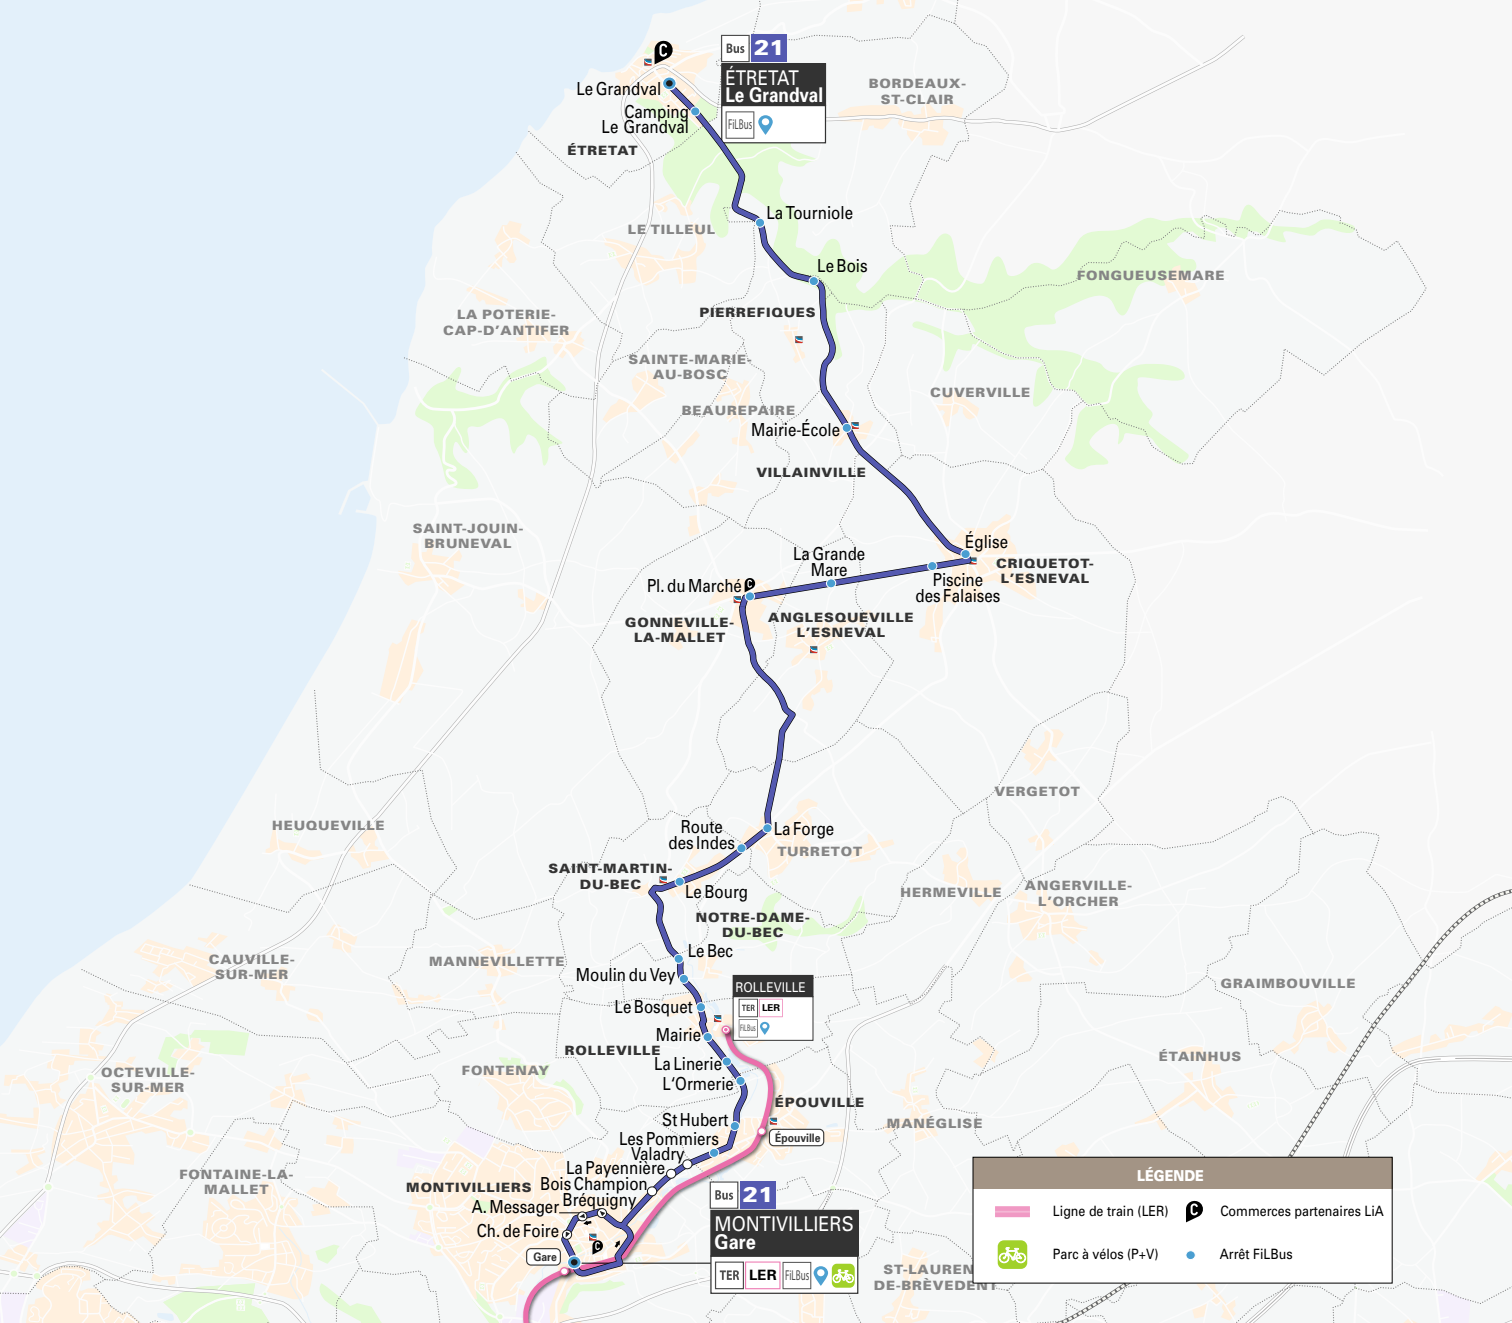 Bus 21
ÉTRETAT
Le Grandval
FiLBus
C
Le Grandval
Camping
Le Grandval
ÉTRETAT
BORDEAUX-
ST-CLAIR
La Tourniole
LE TILLEUL
Le Bois
FONGUEUSEMARE
PIERREFIQUES
LA POTERIE-
CAP-D'ANTIFER
SAINTE-MARIE-
AU-BOSC
CUVERVILLE
BEAUREPAIRE
Mairie-École
VILLAINVILLE
SAINT-JOUIN-
BRUNEVAL
Église
La Grande
Mare
CRIQUETOT-
L'ESNEVAL
Pl. du Marché
C
Piscine
des Falaises
GONNEVILLE-
LA-MALLET
ANGLESQUEVILLE
L'ESNEVAL
VERGETOT
HEUQUEVILLE
Route
des Indes
La Forge
TURRETOT
SAINT-MARTIN-
DU-BEC
Le Bourg
HERMEVILLE
ANGERVILLE-
L'ORCHER
NOTRE-DAME-
DU-BEC
CAUVILLE-
SUR-MER
MANNEVILLETTE
Le Bec
Moulin du Vey
ROLLEVILLE
TER LER
FiLBus
GRAIMBOUVILLE
Le Bosquet
Mairie
ROLLEVILLE
La Linerie
L'Ormerie
OCTEVILLE-
SUR-MER
FONTENAY
ÉTAINHUS
ÉPOUVILLE
St Hubert
MANÉGLISE
Épouville
Les Pommiers
Valadry
La Payennière
Bois Champion
Bréquigny
FONTAINE-LA-
MALLET
MONTIVILLIERS
A. Messager
Ch. de Foire
C
Gare
Bus 21
MONTIVILLIERS
Gare
TER LER FiLBus
ST-LAUREN
DE-BRÈVEDENT
LÉGENDE
Ligne de train (LER)
C Commerces partenaires LiA
Parc à vélos (P+V)
Arrêt FiLBus